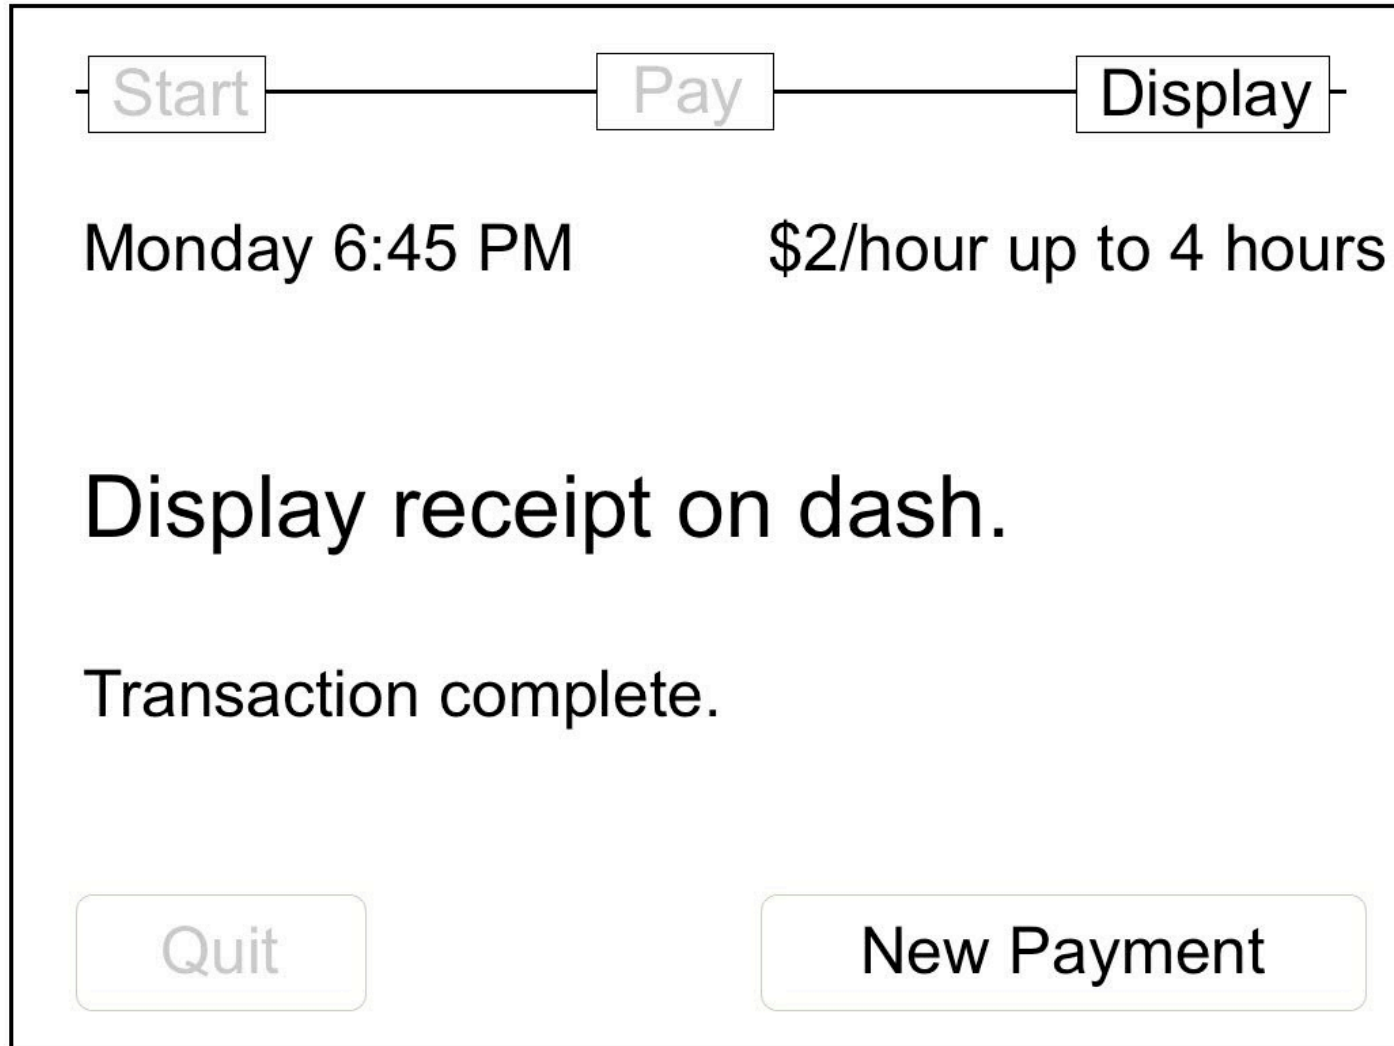 Start Pay Display
Monday 6:45 PM $2/hour up to 4 hours
Display receipt on dash.
Transaction complete.
Quit New Payment